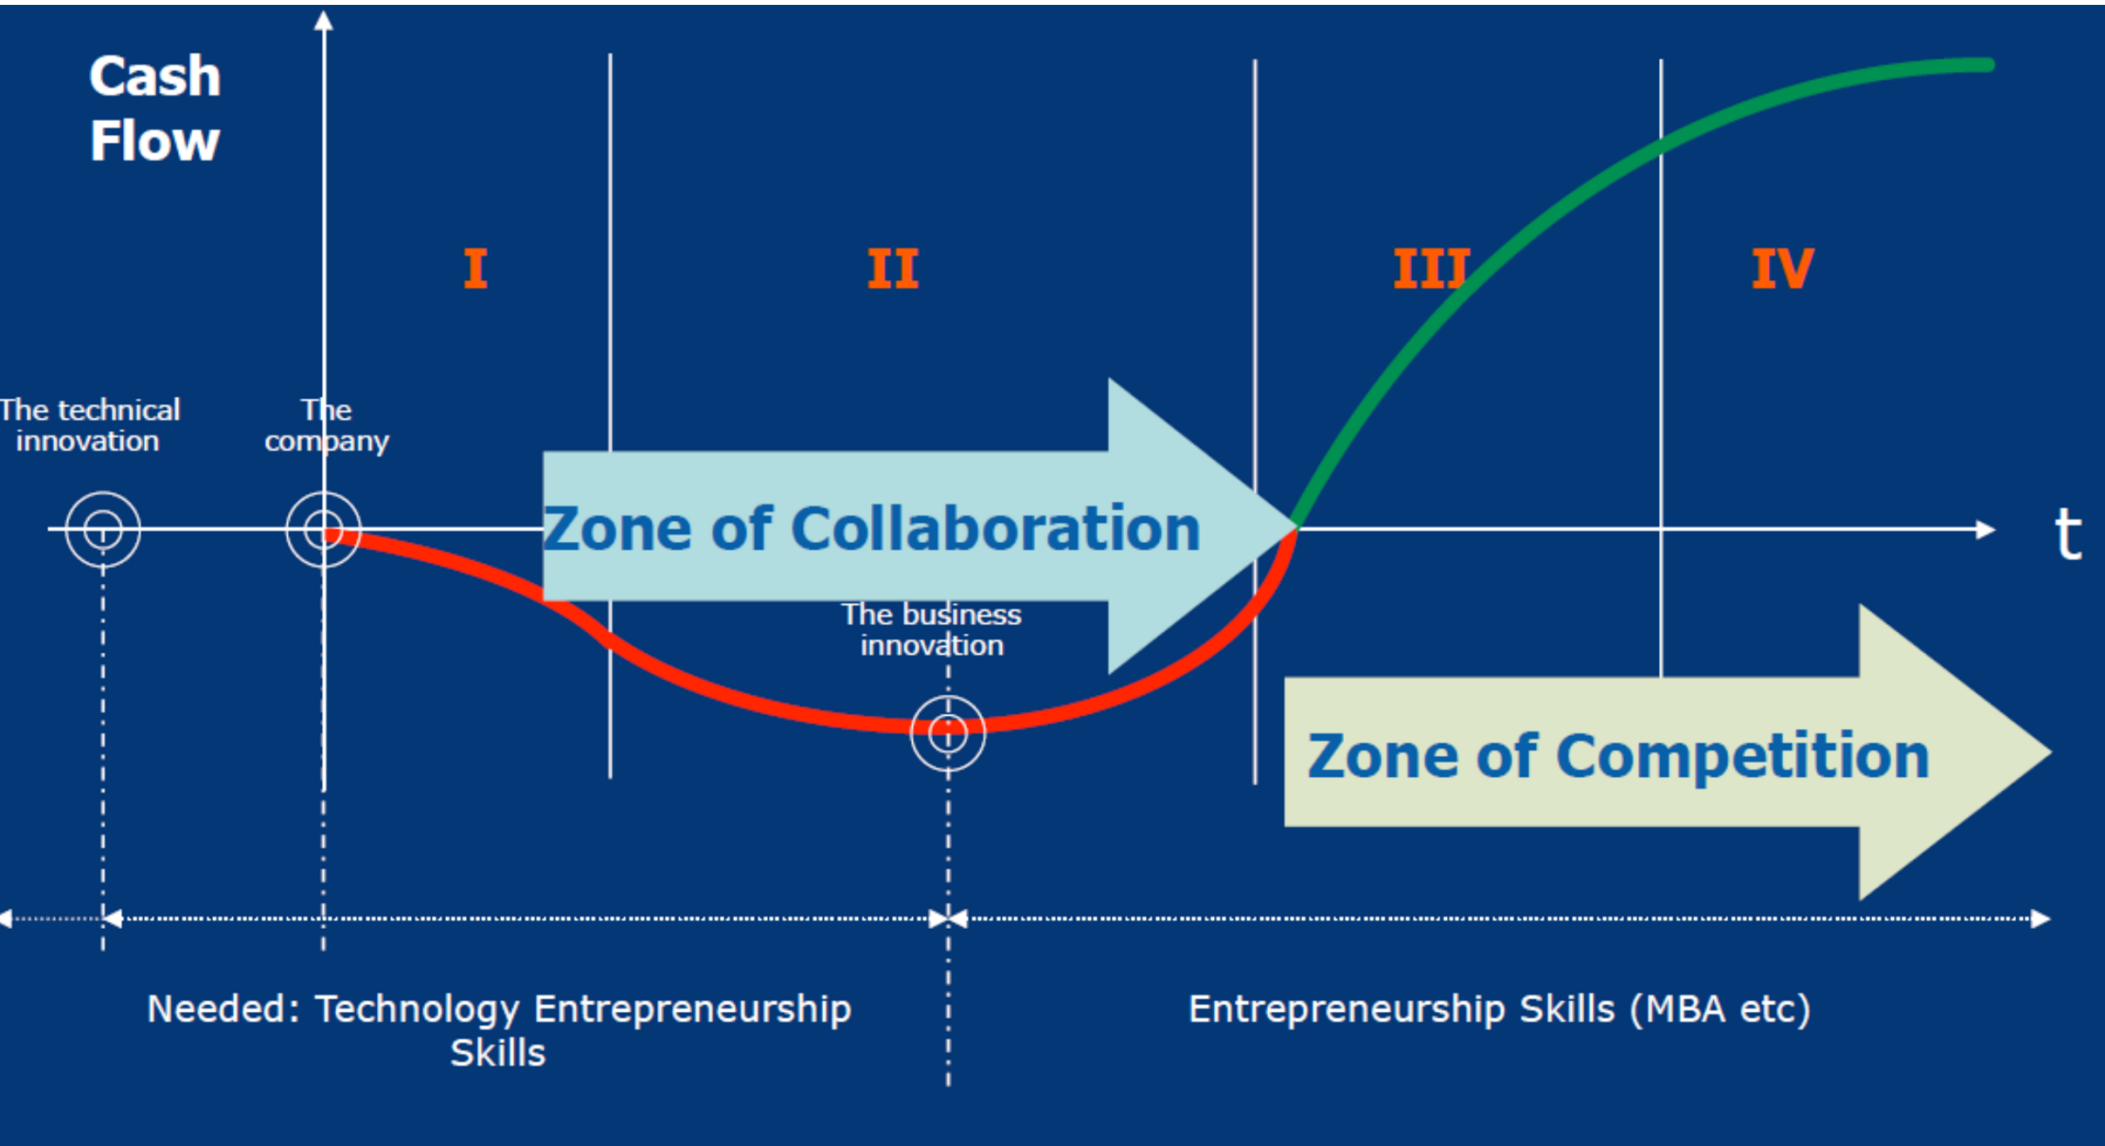 Cash
Flow
I
II
III
IV
The technical
innovation
The
company
Zone of Collaboration
t
The business
innovation
Zone of Competition
Needed: Technology Entrepreneurship
Skills
Entrepreneurship Skills (MBA etc)